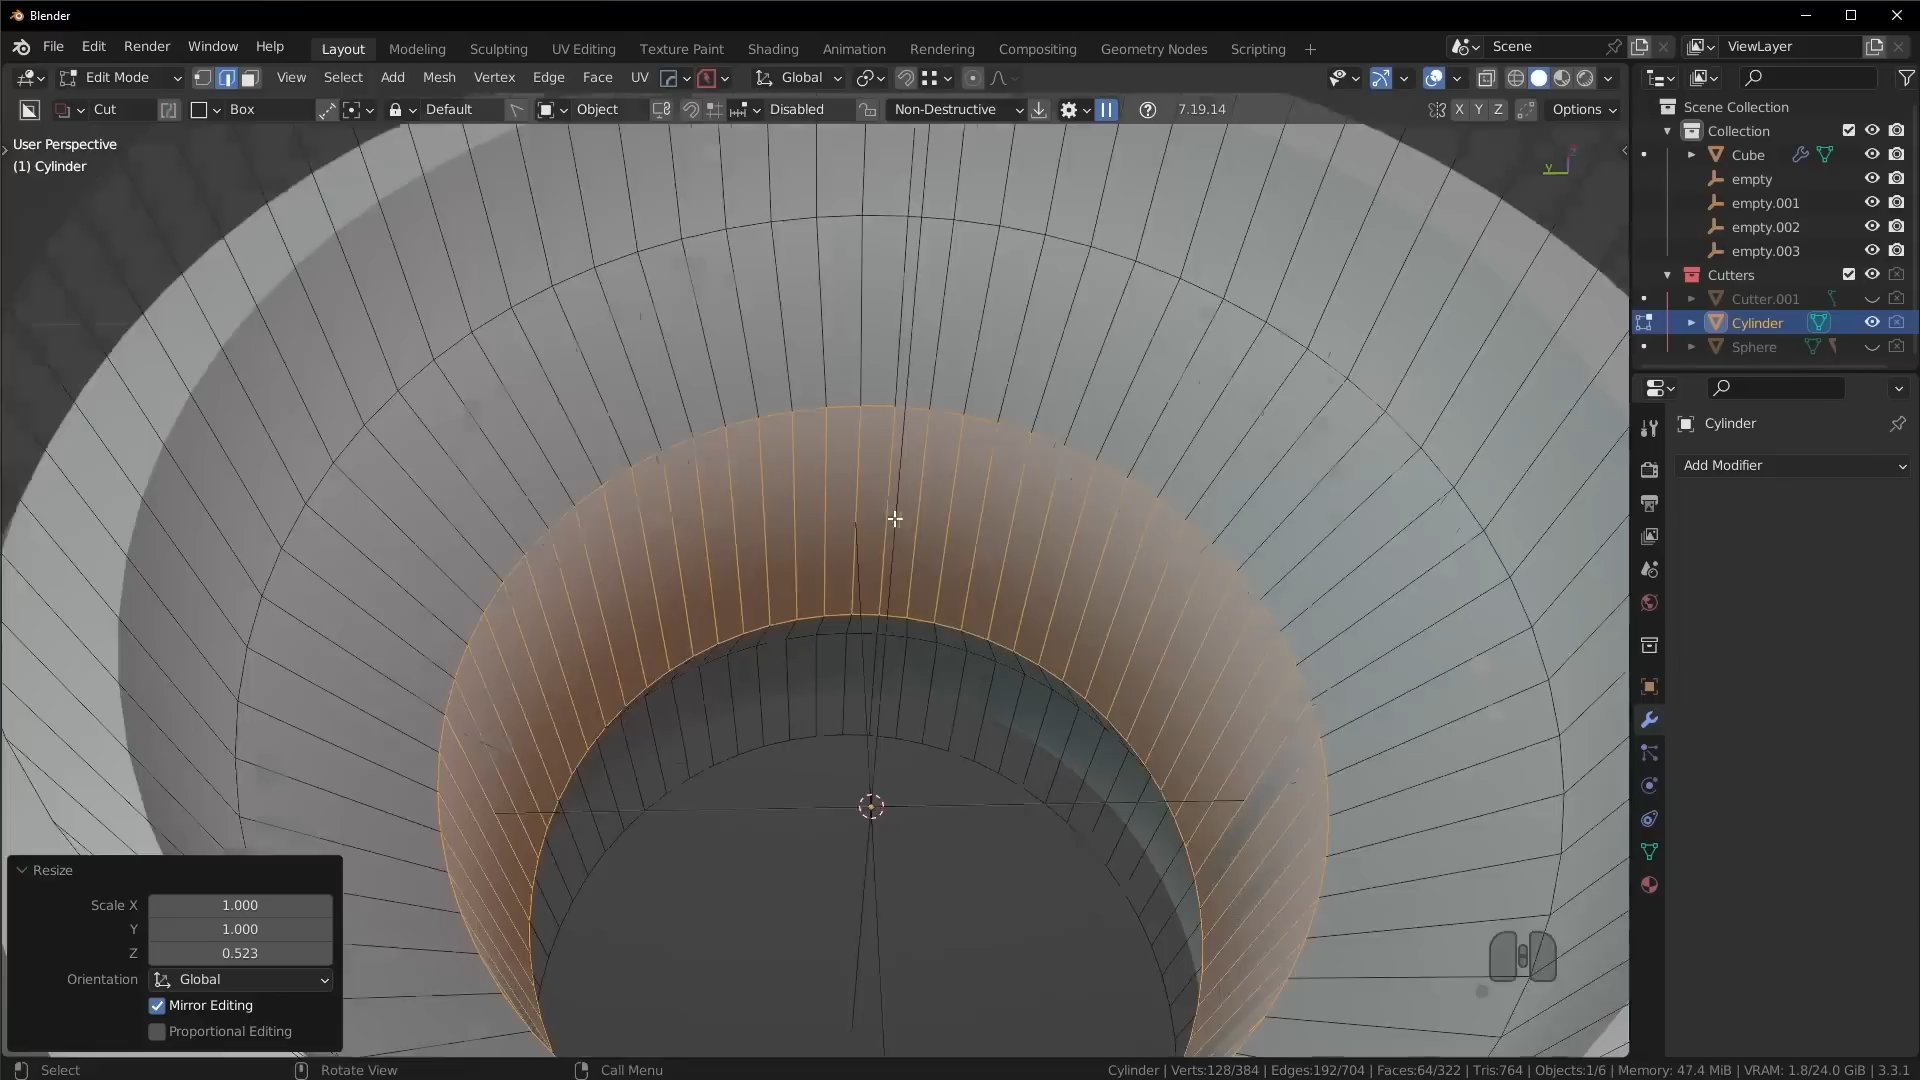 Blender
File Edit Render Window Help Layout Modeling Sculpting UV Editing Texture Paint Shading Animation Rendering Compositing Geometry Nodes Scripting + Scene ViewLayer
Edit Mode View Select Add Mesh Vertex Edge Face UV Global
Cut Box Default Object Disabled Non-Destructive 7.19.14 X Y Z Options
User Perspective
(1) Cylinder
Y
Z
Scene Collection
Collection
Cube
empty
empty.001
empty.002
empty.003
Cutters
Cutter.001
Cylinder
Sphere
Cylinder
Add Modifier
Resize
Scale X 1.000
Y 1.000
Z 0.523
Orientation Global
Mirror Editing
Proportional Editing
Select Rotate View Call Menu Cylinder | Verts:128/384 | Edges:192/704 | Faces:64/322 | Tris:764 | Objects:1/6 | Memory: 47.4 MiB | VRAM: 1.8/24.0 GiB | 3.3.1